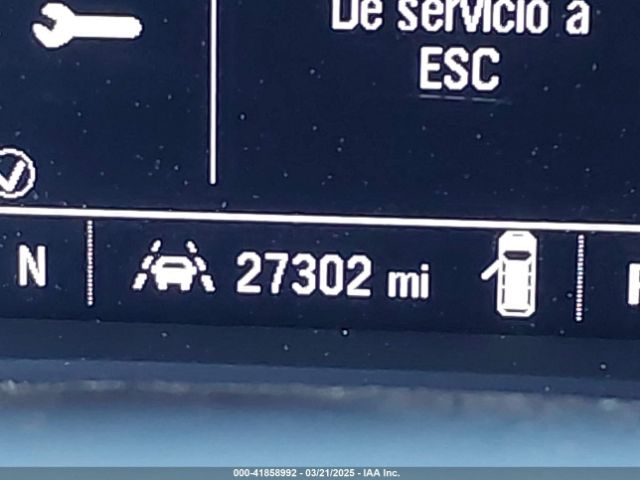 De servicio a
ESC
N
27302 mi
000-41858992 - 03/21/2025 - IAA Inc.